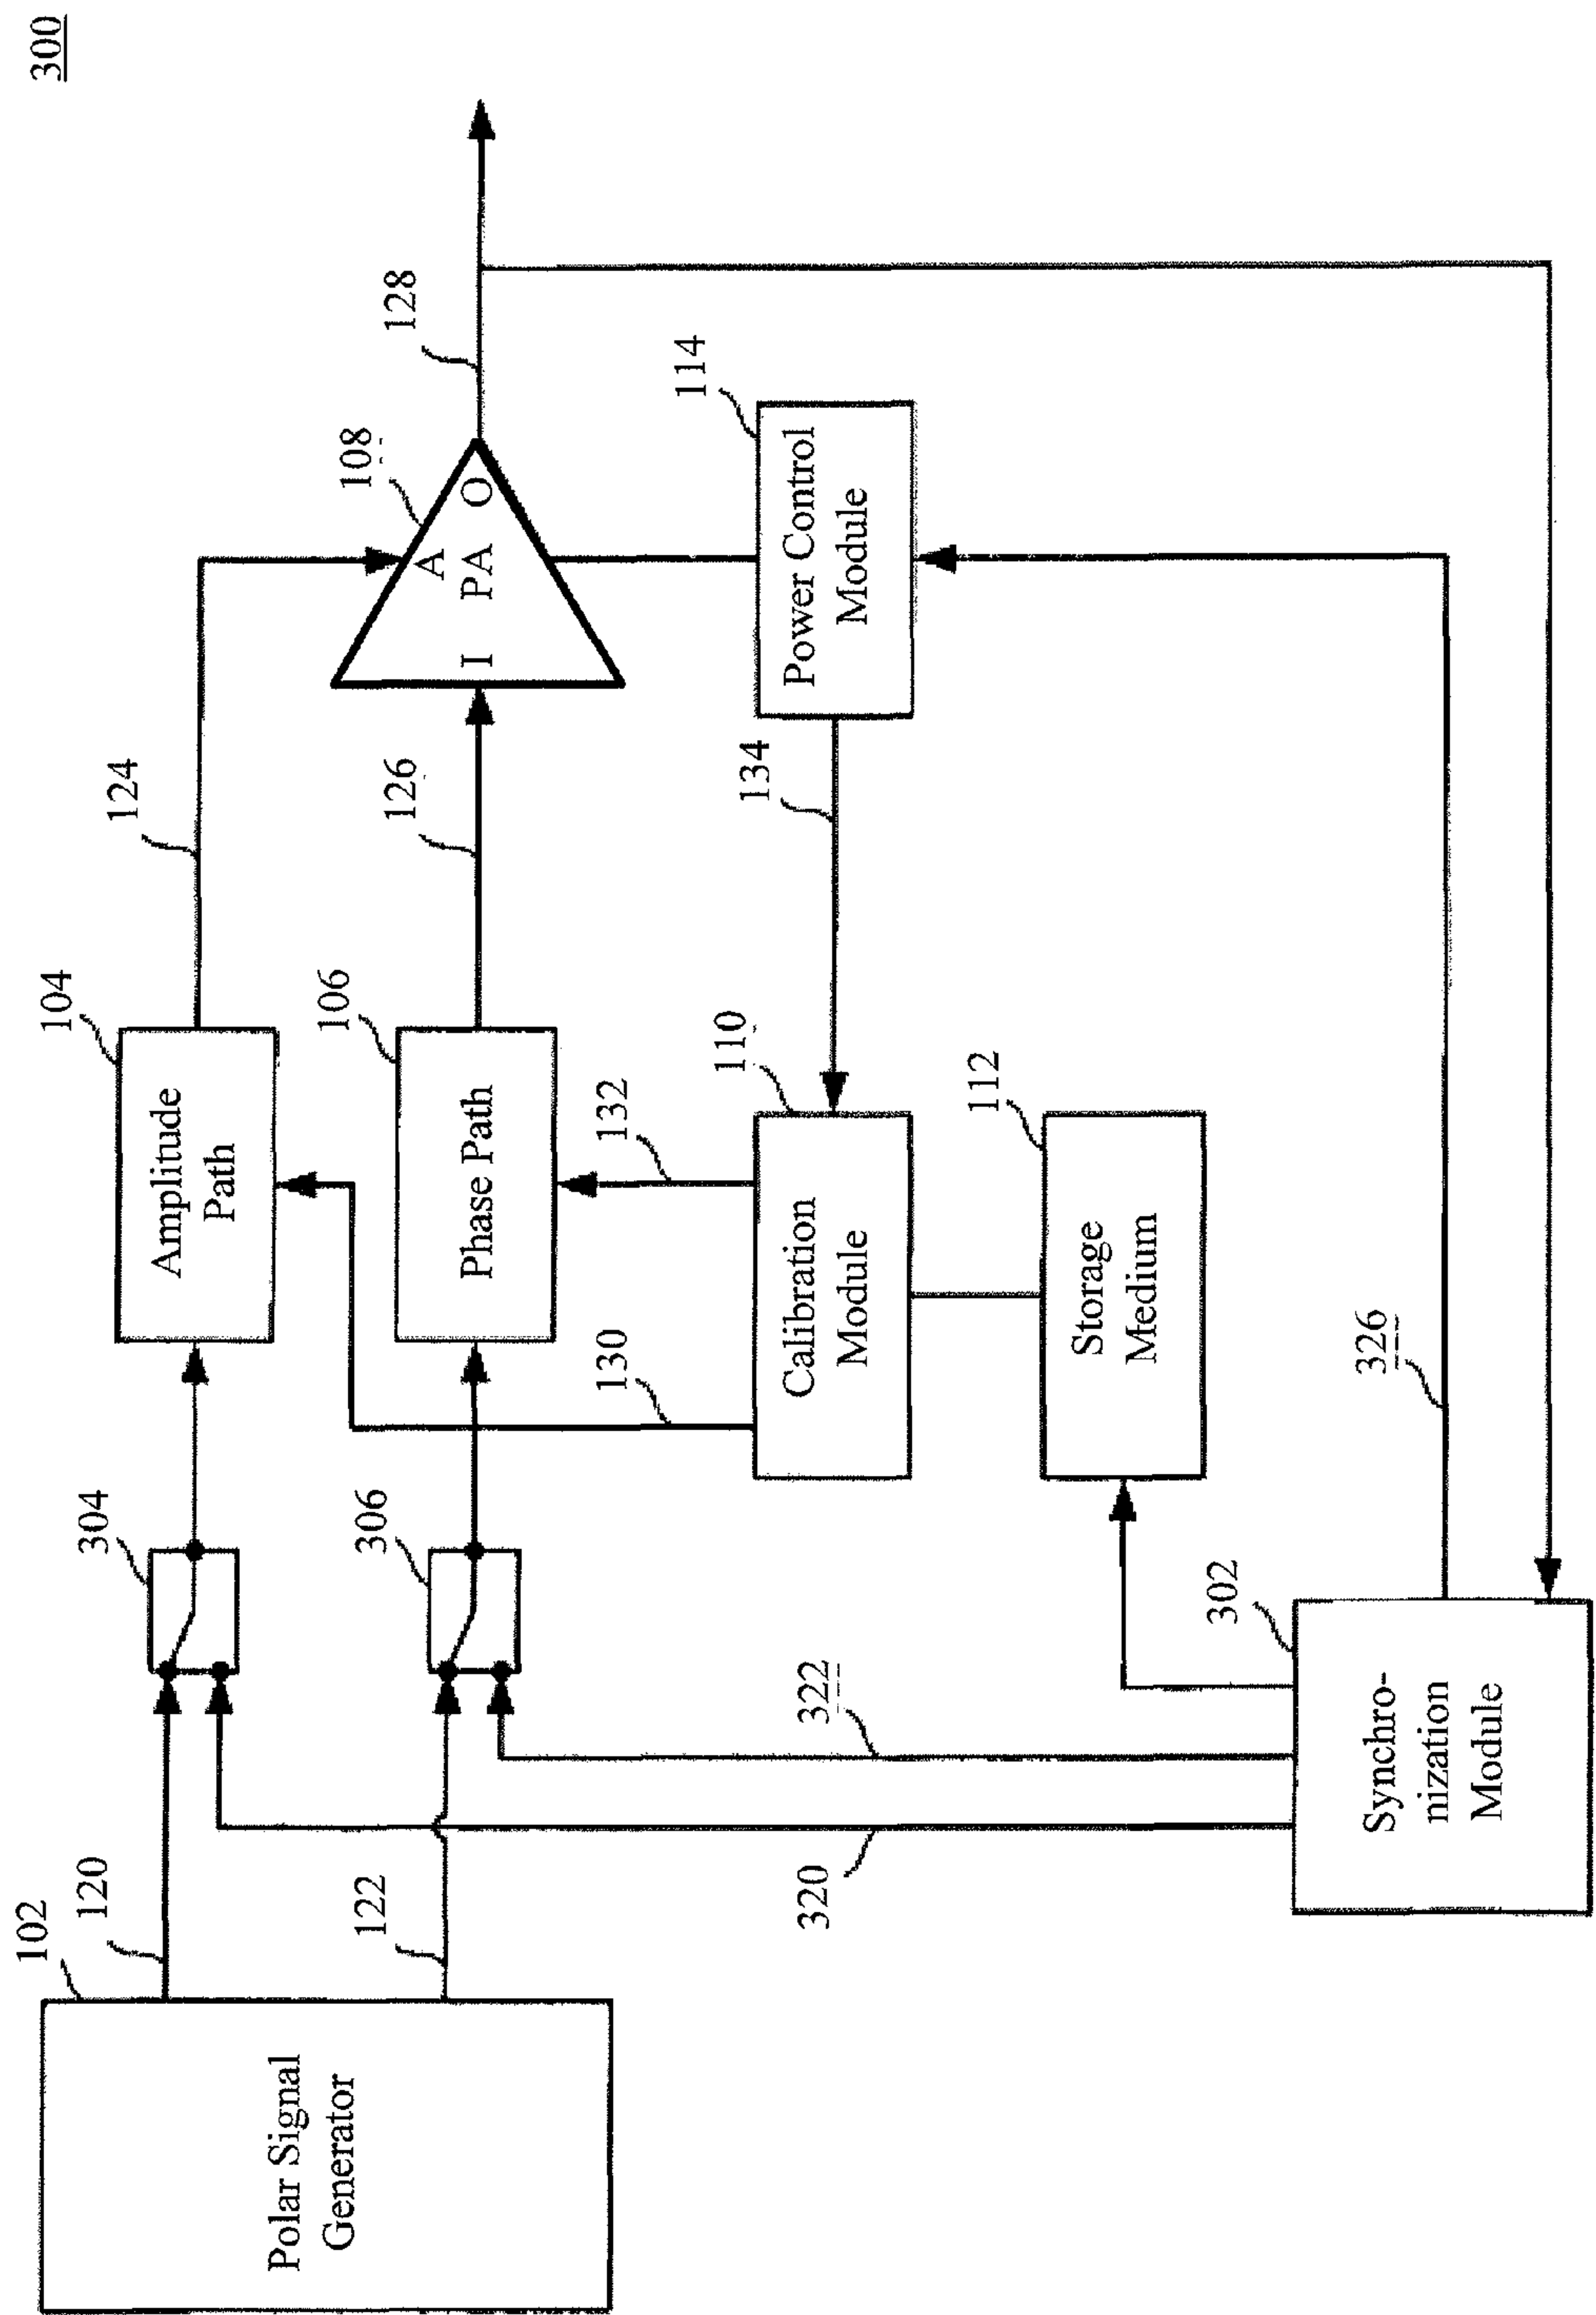 300
102
Polar Signal
Generator
120
122
304
306
104
Amplitude
Path
106
Phase Path
124
126
108
A
I PA O
128
130
132
110
Calibration
Module
134
114
Power Control
Module
112
Storage
Medium
320
322
302
Synchro-
nization
Module
326